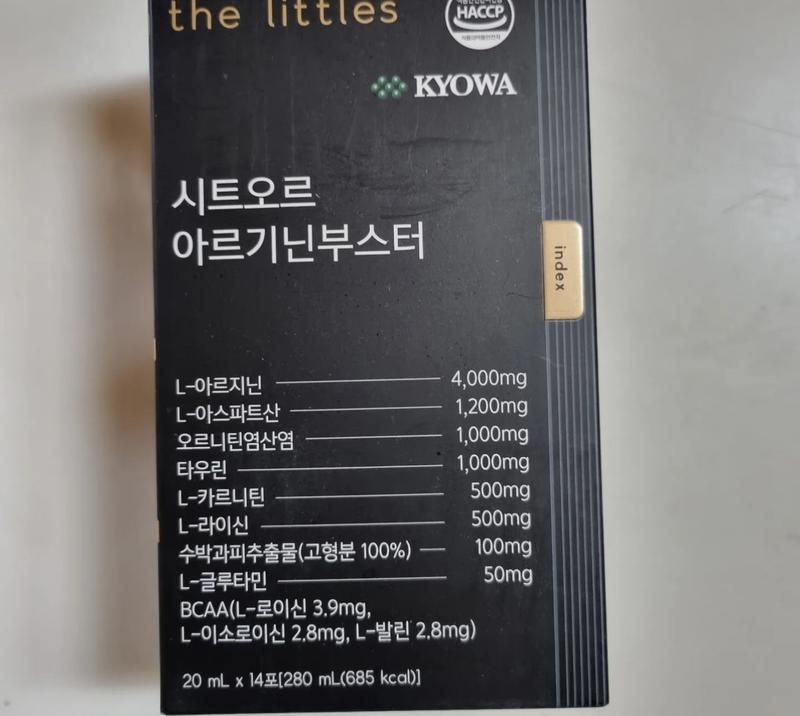 the littles
HACCP
KYOWA
시트오르
아르기닌부스터
index
L-아르지닌 4,000mg
L-아스파트산 1,200mg
오르니틴염산염 1,000mg
타우린 1,000mg
L-카르니틴 500mg
L-라이신 500mg
수박과피추출물(고형분 100%) 100mg
L-글루타민 50mg
BCAA(L-로이신 3.9mg,
L-이소로이신 2.8mg, L-발린 2.8mg)
20 mL x 14포[280 mL(685 kcal)]